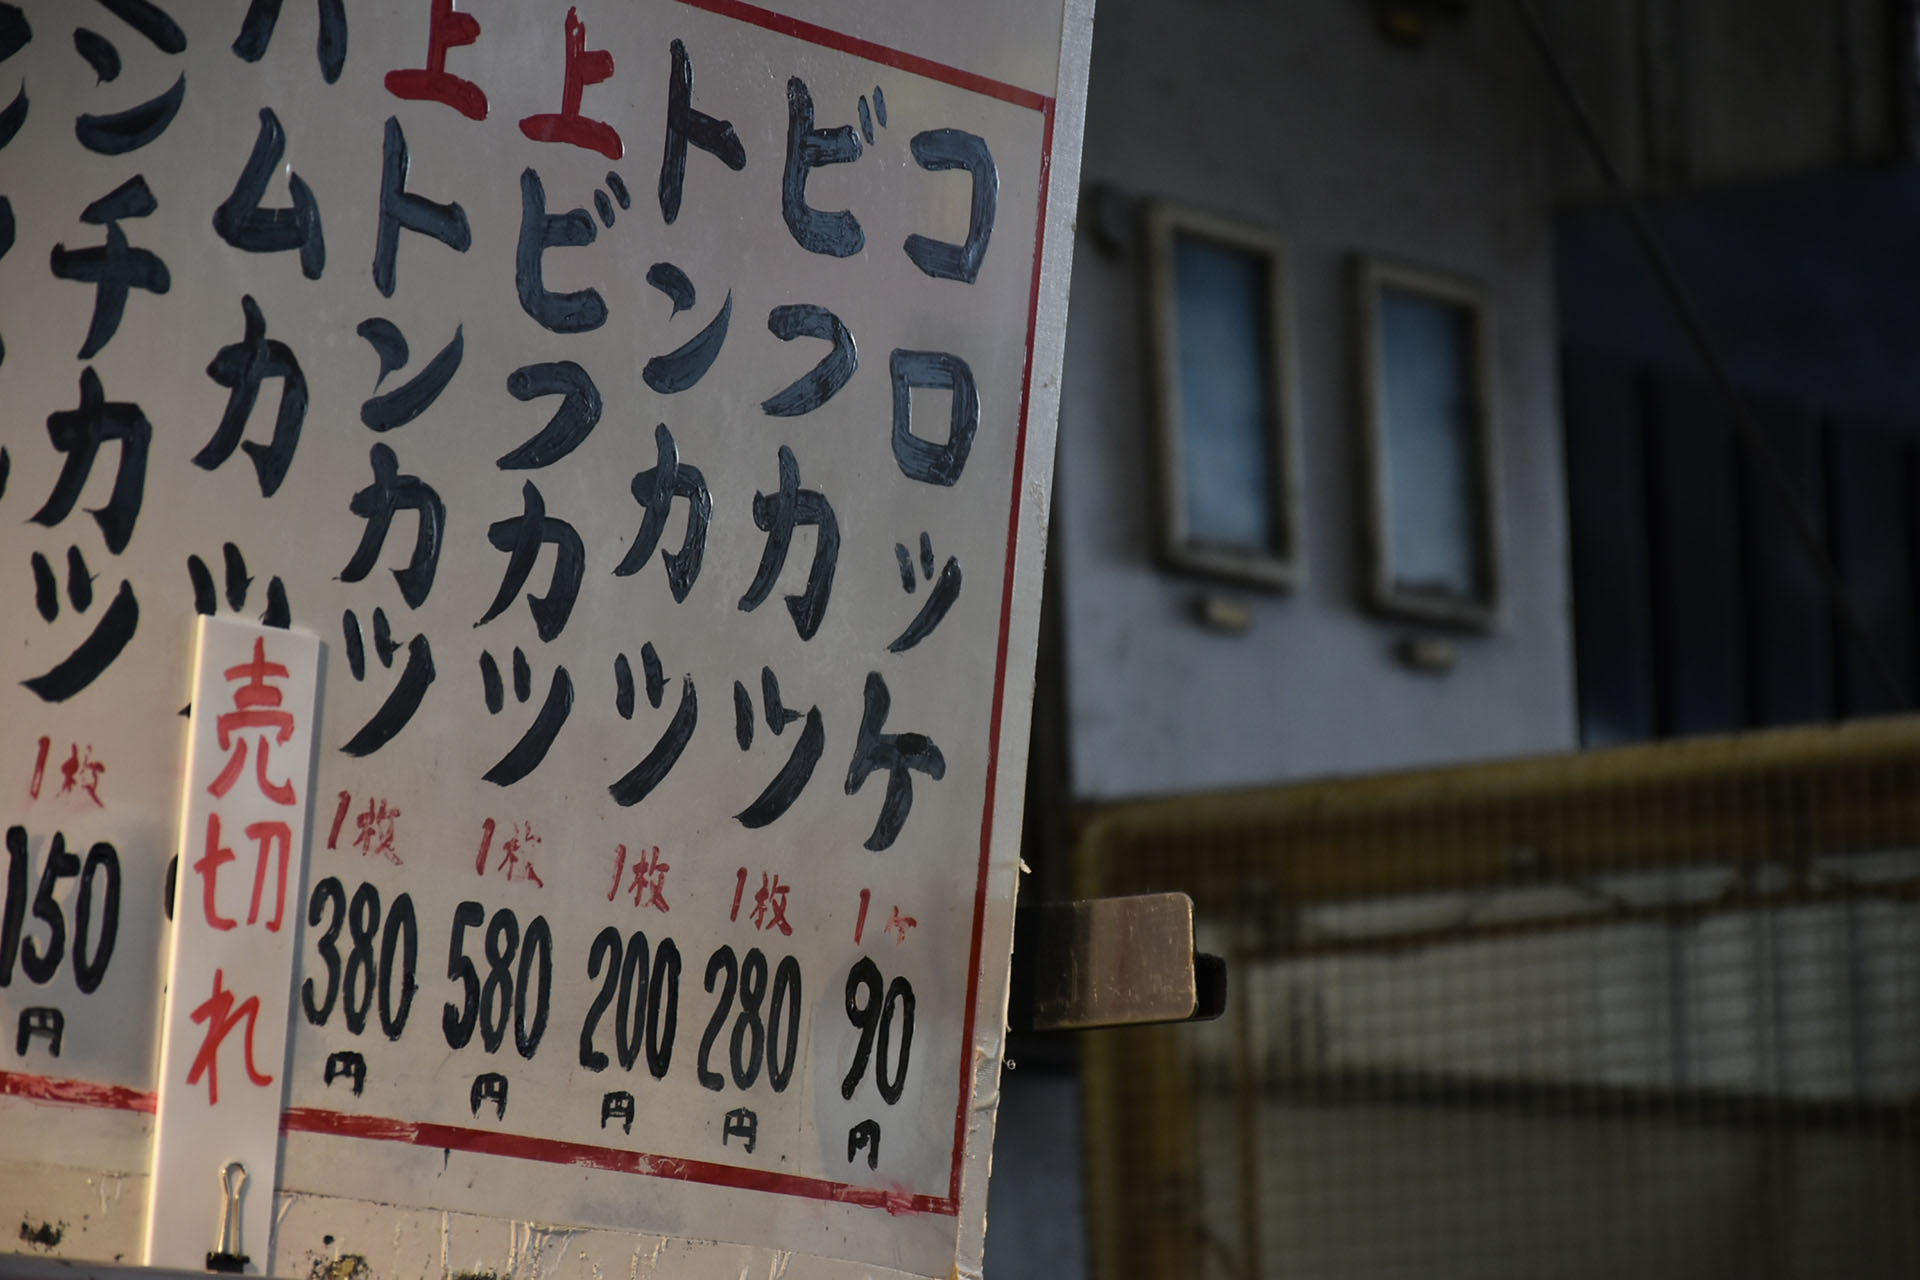 コロッケ
1ヶ
90
円
ビフカツ
1枚
280
円
トンカツ
1枚
200
円
上ビフカツ
1枚
580
円
上トンカツ
1枚
380
円
ハムカツ
売切れ
ンチカツ
1枚
150
円